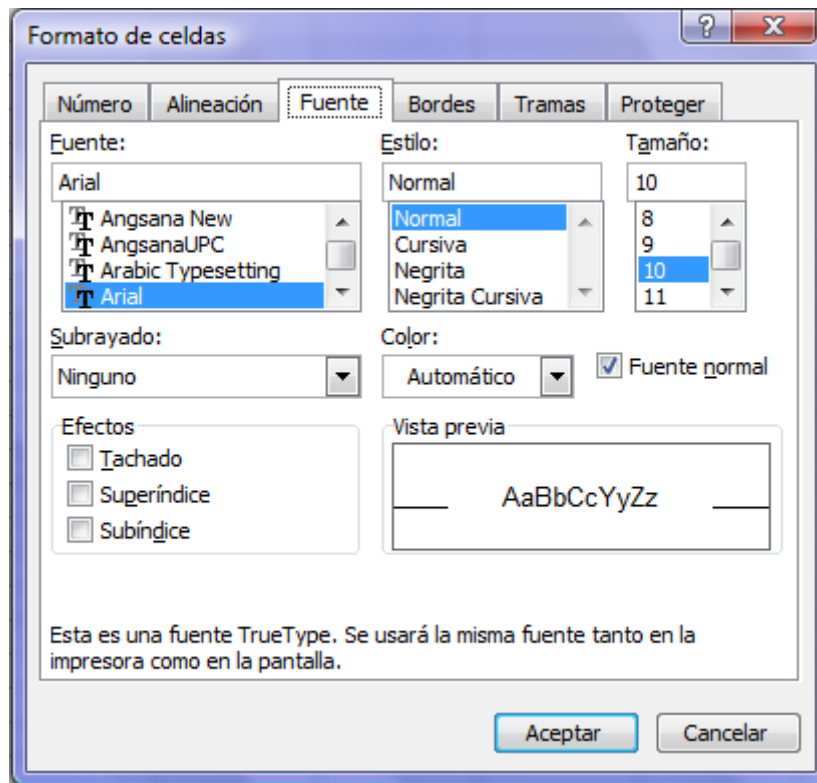 Formato de celdas
?
X
Número Alineación Fuente Bordes Tramas Proteger
Fuente: Estilo: Tamaño:
Arial Normal 10
Angsana New Normal 8
AngsanaUPC Cursiva 9
Arabic Typesetting Negrita 10
Arial Negrita Cursiva 11
Subrayado: Color:
Ninguno Automático Fuente normal
Efectos Vista previa
Tachado
Superíndice AaBbCcYyZz
Subíndice
Esta es una fuente TrueType. Se usará la misma fuente tanto en la
impresora como en la pantalla.
Aceptar Cancelar